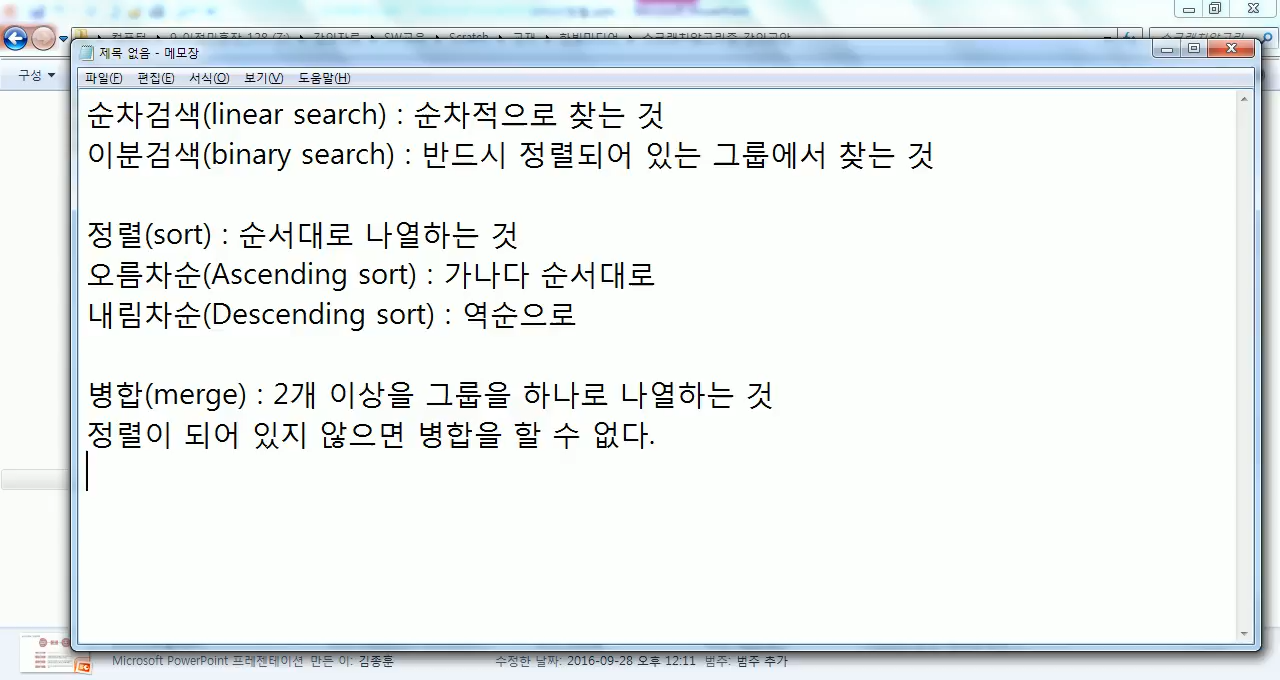 제목 없음 - 메모장
파일(F) 편집(E) 서식(O) 보기(V) 도움말(H)
구성
순차검색(linear search) : 순차적으로 찾는 것
이분검색(binary search) : 반드시 정렬되어 있는 그룹에서 찾는 것
정렬(sort) : 순서대로 나열하는 것
오름차순(Ascending sort) : 가나다 순서대로
내림차순(Descending sort) : 역순으로
병합(merge) : 2개 이상을 그룹을 하나로 나열하는 것
정렬이 되어 있지 않으면 병합을 할 수 없다.
Microsoft PowerPoint 프레젠테이션 만든 이: 김종훈 수정한 날짜: 2016-09-28 오후 12:11 범주: 범주 추가